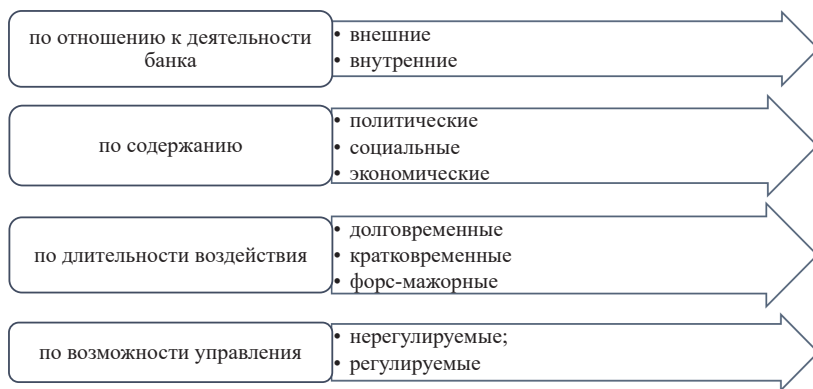 по отношению к деятельности
банка
• внешние
• внутренние
по содержанию
• политические
• социальные
• экономические
по длительности воздействия
• долговременные
• кратковременные
• форс-мажорные
по возможности управления
• нерегулируемые;
• регулируемые